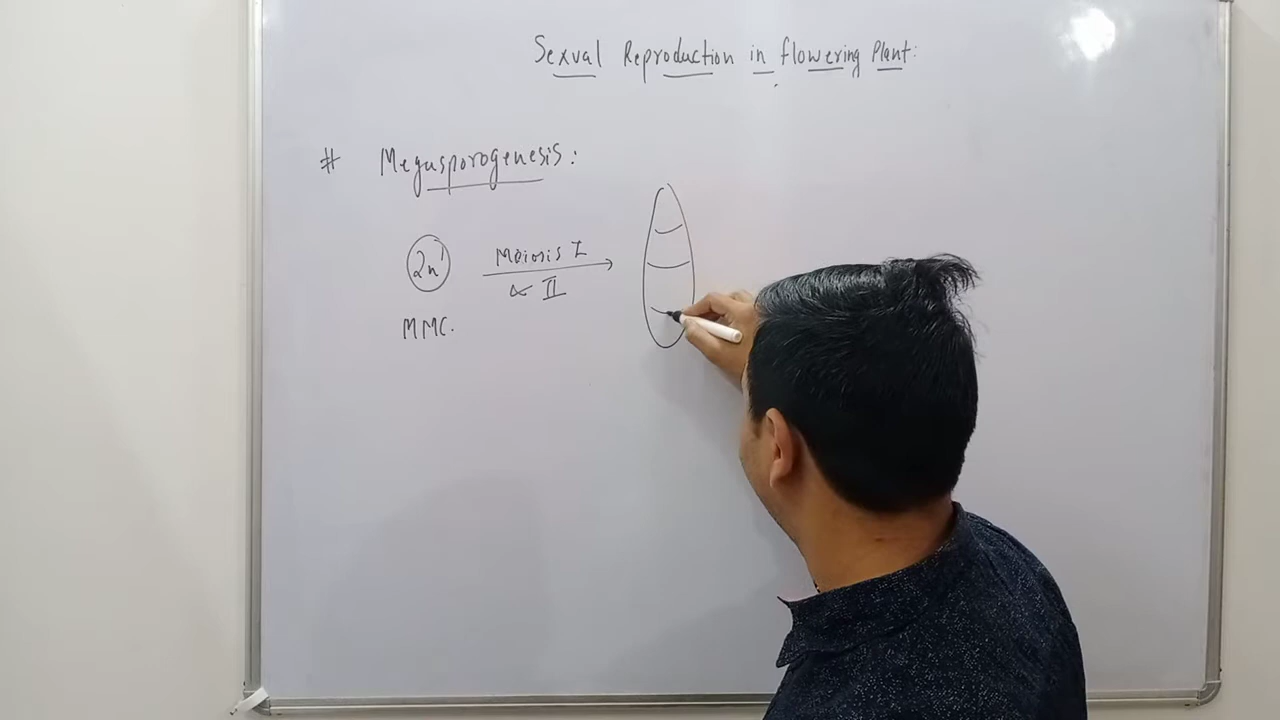 Sexual Reproduction in flowering Plant:
# Megasporogenesis:
2n
Meiosis I
& II
MMC.